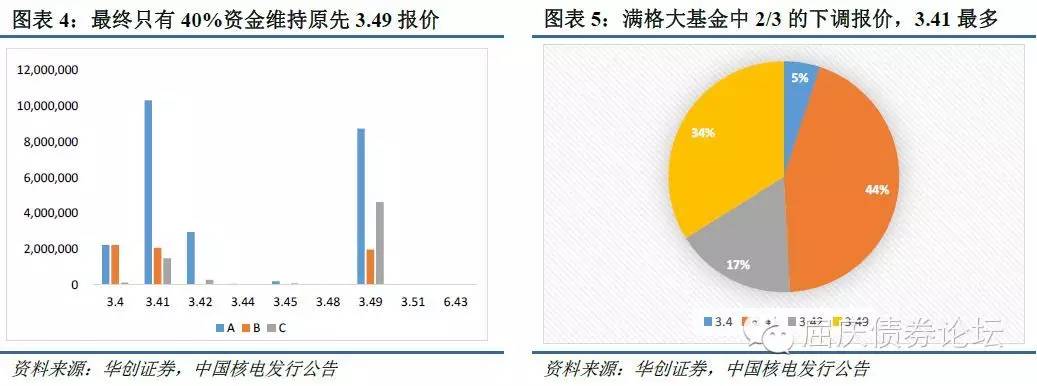 图表 4：最终只有 40%资金维持原先 3.49 报价
12,000,000
10,000,000
8,000,000
6,000,000
4,000,000
2,000,000
0
3.4 3.41 3.42 3.44 3.45 3.48 3.49 3.51 6.43
A B C
资料来源：华创证券，中国核电发行公告
图表 5：满格大基金中 2/3 的下调报价，3.41 最多
5%
34%
44%
17%
3.4 3.42 3.49
屈庆债券论坛
资料来源：华创证券，中国核电发行公告